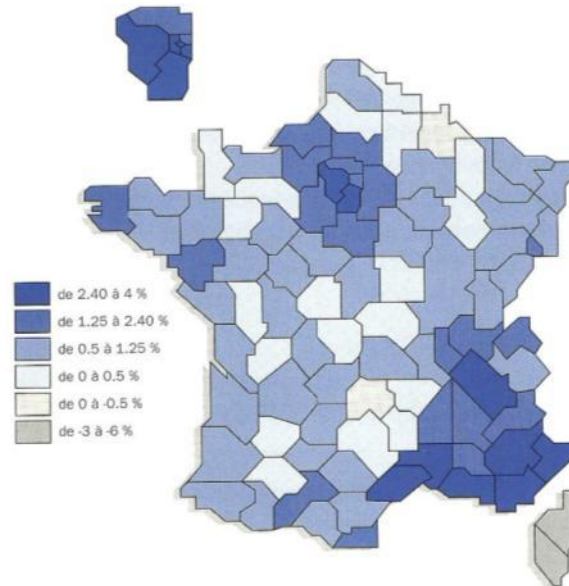 de 2.40 à 4 %
de 1.25 à 2.40 %
de 0.5 à 1.25 %
de 0 à 0.5 %
de 0 à -0.5 %
de -3 à -6 %